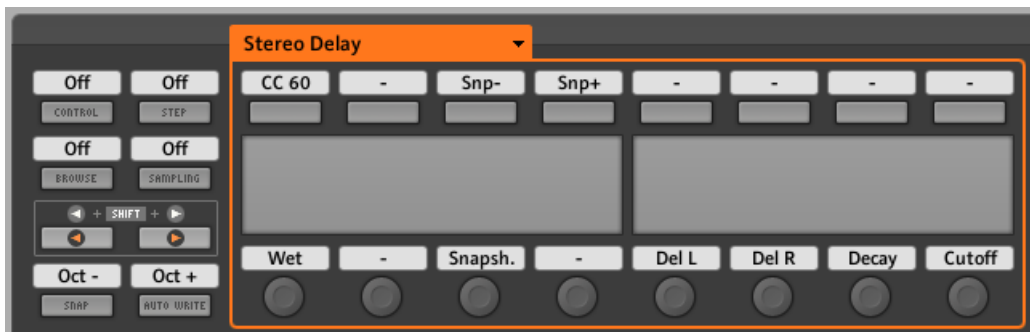 Stereo Delay
Off Off CC 60 - Snp- Snp+ - - - -
CONTROL STEP
Off Off
BROWSE SAMPLING
+ SHIFT +
Wet - Snapsh. - Del L Del R Decay Cutoff
Oct - Oct +
SNAP AUTO WRITE